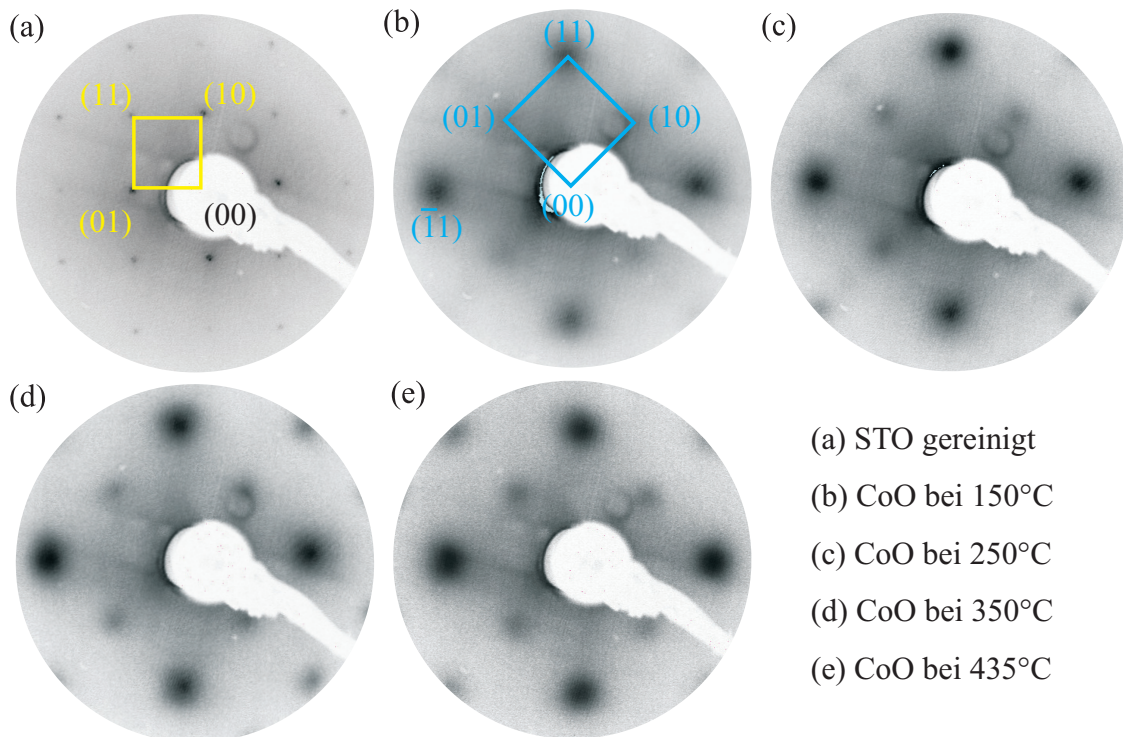 (a)
(11)
(10)
(01)
(00)
(b)
(11)
(01)
(10)
(00)
(1̅1)
(c)
(d)
(e)
(a) STO gereinigt
(b) CoO bei 150°C
(c) CoO bei 250°C
(d) CoO bei 350°C
(e) CoO bei 435°C